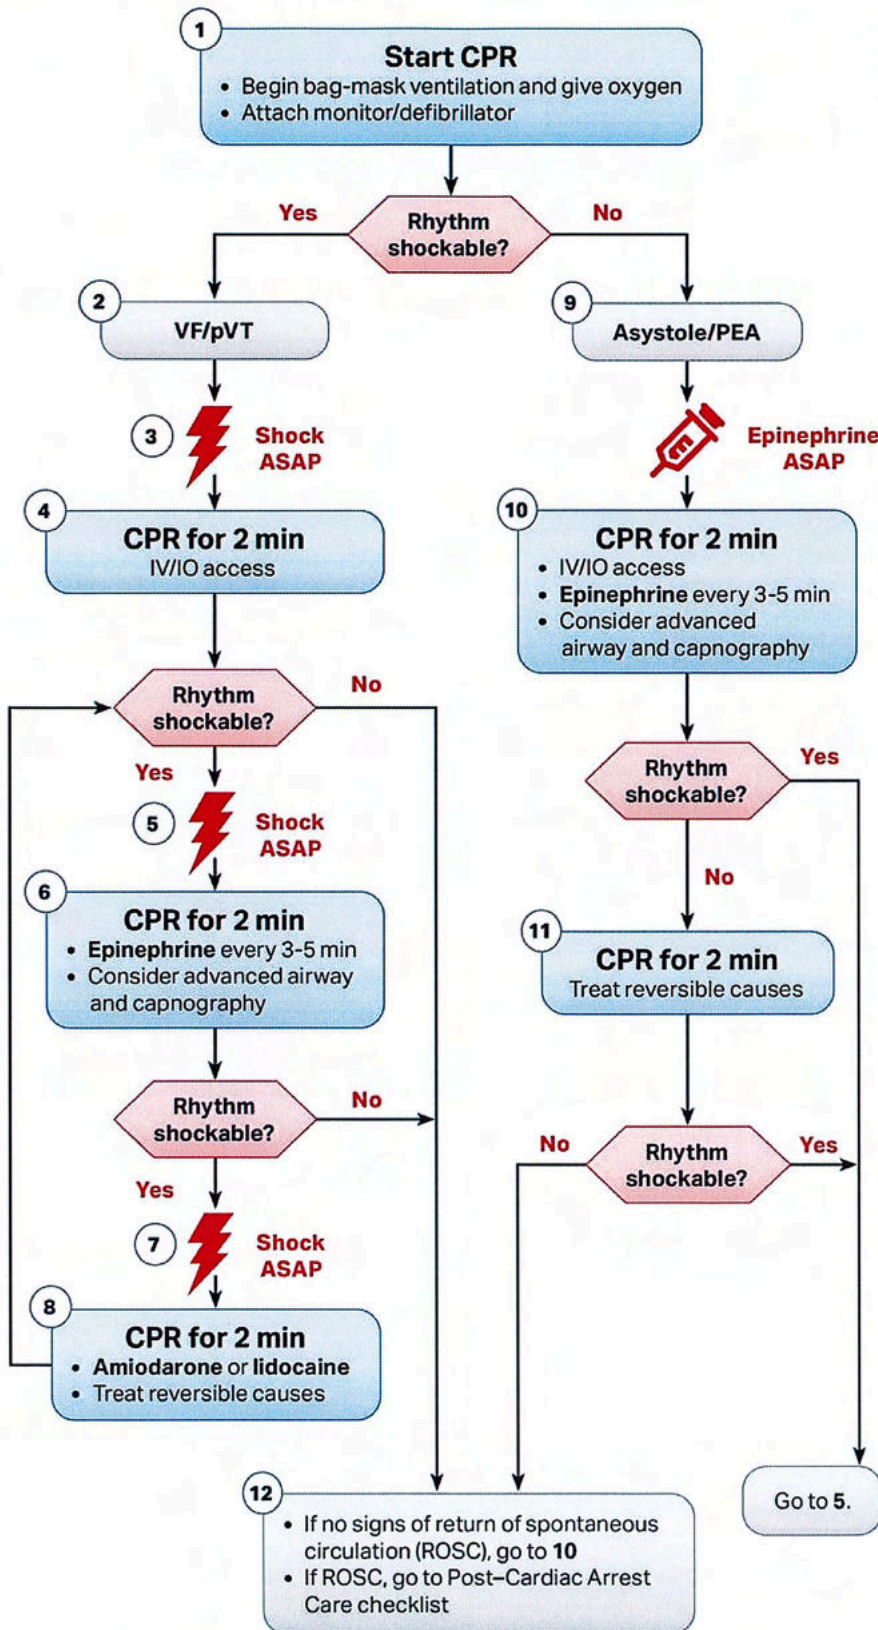 1
Start CPR
• Begin bag-mask ventilation and give oxygen
• Attach monitor/defibrillator
Rhythm
shockable?
Yes
No
2
VF/pVT
3
Shock
ASAP
4
CPR for 2 min
IV/IO access
Rhythm
shockable?
No
Yes
5
Shock
ASAP
6
CPR for 2 min
• Epinephrine every 3-5 min
• Consider advanced airway
and capnography
Rhythm
shockable?
No
Yes
7
Shock
ASAP
8
CPR for 2 min
• Amiodarone or lidocaine
• Treat reversible causes
9
Asystole/PEA
Epinephrine
ASAP
10
CPR for 2 min
• IV/IO access
• Epinephrine every 3-5 min
• Consider advanced
airway and capnography
Rhythm
shockable?
Yes
No
11
CPR for 2 min
Treat reversible causes
Rhythm
shockable?
No
Yes
12
• If no signs of return of spontaneous
circulation (ROSC), go to 10
• If ROSC, go to Post–Cardiac Arrest
Care checklist
Go to 5.